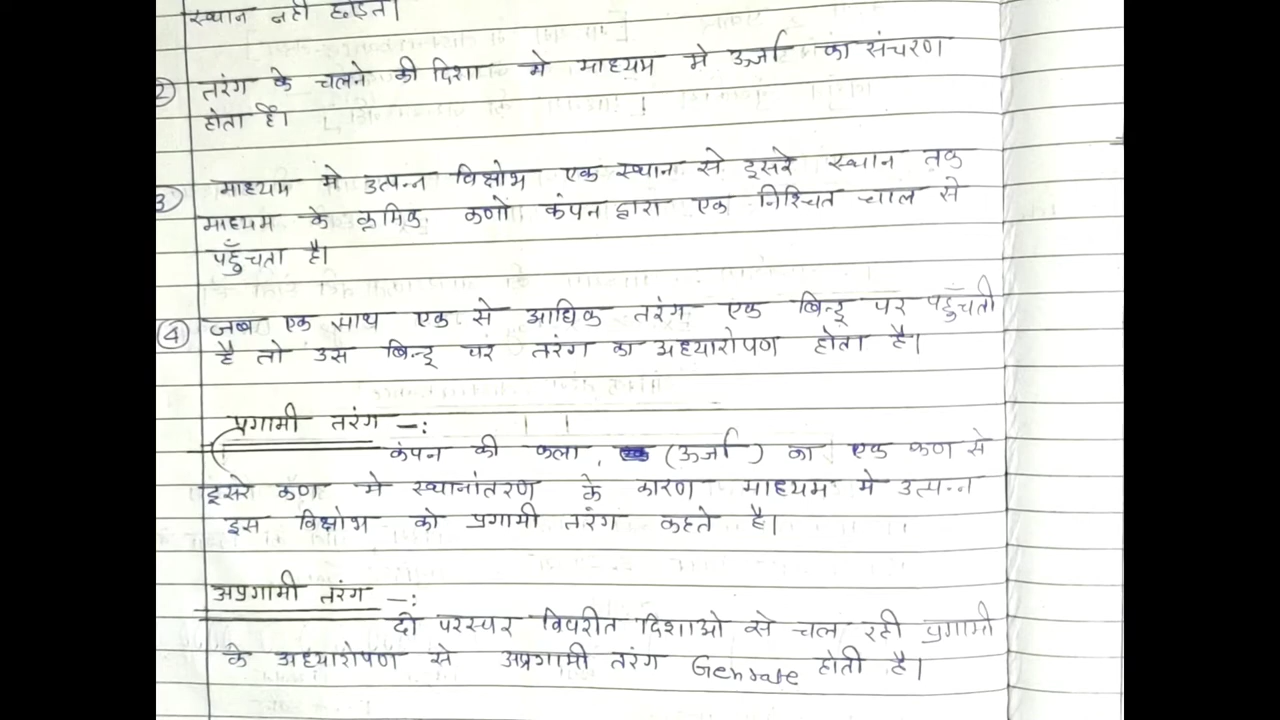 स्थान नही छोड़ते।
② तरंग के चलने की दिशा मे माध्यम मे ऊर्जा का संचरण
होता है।
③ माध्यम मे उत्पन्न विक्षोभ एक स्थान से दूसरे स्थान तक
माध्यम के क्रमिक कणों कंपन द्वारा एक निश्चित चाल से
पहुँचता है।
④ जब एक साथ एक से अधिक तरंग एक बिन्दू पर पहुँचती
है तो उस बिन्दू पर तरंग का अध्यारोपण होता है।
प्रगामी तरंग -:
कंपन की कला, (ऊर्जा) का एक कण से
दूसरे कण मे स्थानांतरण के कारण माध्यम मे उत्पन्न
इस विक्षोभ को प्रगामी तरंग कहते है।
अप्रगामी तरंग -:
दो परस्पर विपरीत दिशाओ से चल रही प्रगामी
के अध्यारोपण से अप्रगामी तरंग Genrate होती है।